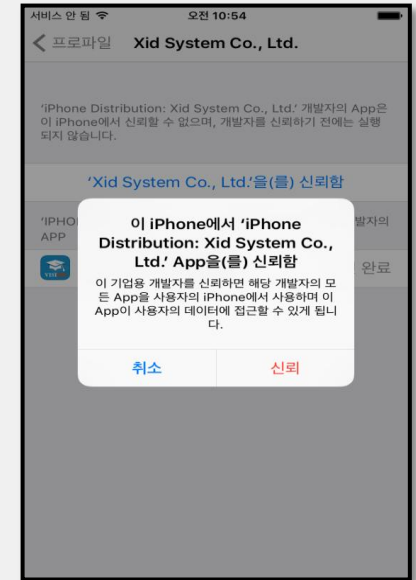 서비스 안 됨
오전 10:54
프로파일
Xid System Co., Ltd.
'iPhone Distribution: Xid System Co., Ltd.' 개발자의 App은
이 iPhone에서 신뢰할 수 없으며, 개발자를 신뢰하기 전에는 실행
되지 않습니다.
'Xid System Co., Ltd.'을(를) 신뢰함
'IPHO
발자의
APP
완료
이 iPhone에서 'iPhone
Distribution: Xid System Co.,
Ltd.' App을(를) 신뢰함
이 기업용 개발자를 신뢰하면 해당 개발자의 모
든 App을 사용자의 iPhone에서 사용하며 이
App이 사용자의 데이터에 접근할 수 있게 됩니
다.
취소
신뢰